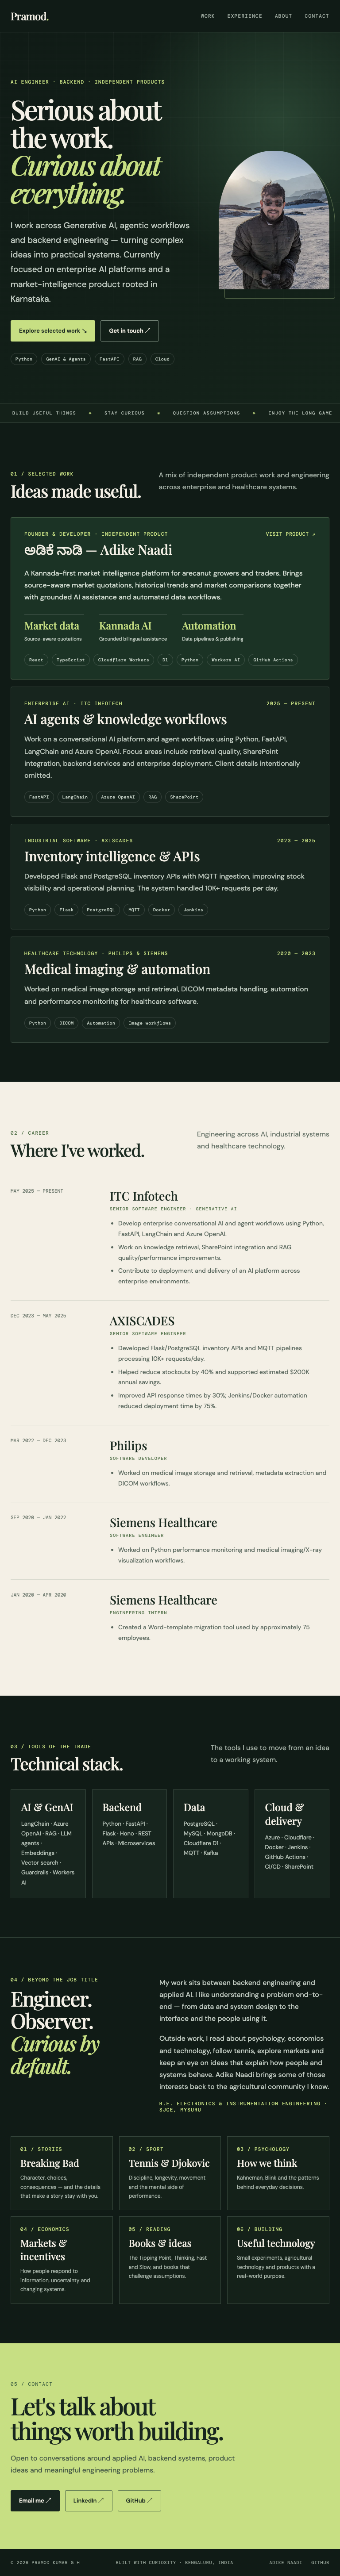 Pramod.
WORK EXPERIENCE ABOUT CONTACT
AI ENGINEER · BACKEND · INDEPENDENT PRODUCTS
Serious about
the work.
Curious about
everything.
I work across Generative AI, agentic workflows
and backend engineering — turning complex
ideas into practical systems. Currently
focused on enterprise AI platforms and a
market-intelligence product rooted in
Karnataka.
Explore selected work ↘ Get in touch ↗
Python GenAI & Agents FastAPI RAG Cloud
BUILD USEFUL THINGS STAY CURIOUS QUESTION ASSUMPTIONS ENJOY THE LONG GAME
01 / SELECTED WORK
Ideas made useful.
A mix of independent product work and engineering
across enterprise and healthcare systems.
FOUNDER & DEVELOPER · INDEPENDENT PRODUCT VISIT PRODUCT ↗
ಅಡಿಕೆ ನಾಡಿ — Adike Naadi
A Kannada-first market intelligence platform for arecanut growers and traders. Brings
source-aware market quotations, historical trends and market comparisons together
with grounded AI assistance and automated data workflows.
Market data Kannada AI Automation
Source-aware quotations Grounded bilingual assistance Data pipelines & publishing
React TypeScript Cloudflare Workers D1 Python Workers AI GitHub Actions
ENTERPRISE AI · ITC INFOTECH 2025 — PRESENT
AI agents & knowledge workflows
Work on a conversational AI platform and agent workflows using Python, FastAPI,
LangChain and Azure OpenAI. Focus areas include retrieval quality, SharePoint
integration, backend services and enterprise deployment. Client details intentionally
omitted.
FastAPI LangChain Azure OpenAI RAG SharePoint
INDUSTRIAL SOFTWARE · AXISCADES 2023 — 2025
Inventory intelligence & APIs
Developed Flask and PostgreSQL inventory APIs with MQTT ingestion, improving stock
visibility and operational planning. The system handled 10K+ requests per day.
Python Flask PostgreSQL MQTT Docker Jenkins
HEALTHCARE TECHNOLOGY · PHILIPS & SIEMENS 2020 — 2023
Medical imaging & automation
Worked on medical image storage and retrieval, DICOM metadata handling, automation
and performance monitoring for healthcare software.
Python DICOM Automation Image workflows
02 / CAREER
Where I've worked.
Engineering across AI, industrial systems
and healthcare technology.
MAY 2025 — PRESENT
ITC Infotech
SENIOR SOFTWARE ENGINEER · GENERATIVE AI
• Develop enterprise conversational AI and agent workflows using Python,
FastAPI, LangChain and Azure OpenAI.
• Work on knowledge retrieval, SharePoint integration and RAG
quality/performance improvements.
• Contribute to deployment and delivery of an AI platform across
enterprise environments.
DEC 2023 — MAY 2025
AXISCADES
SENIOR SOFTWARE ENGINEER
• Developed Flask/PostgreSQL inventory APIs and MQTT pipelines
processing 10K+ requests/day.
• Helped reduce stockouts by 40% and supported estimated $200K
annual savings.
• Improved API response times by 30%; Jenkins/Docker automation
reduced deployment time by 75%.
MAR 2022 — DEC 2023
Philips
SOFTWARE DEVELOPER
• Worked on medical image storage and retrieval, metadata extraction and
DICOM workflows.
SEP 2020 — JAN 2022
Siemens Healthcare
SOFTWARE ENGINEER
• Worked on Python performance monitoring and medical imaging/X-ray
visualization workflows.
JAN 2020 — APR 2020
Siemens Healthcare
ENGINEERING INTERN
• Created a Word-template migration tool used by approximately 75
employees.
03 / TOOLS OF THE TRADE
Technical stack.
The tools I use to move from an idea
to a working system.
AI & GenAI
LangChain · Azure
OpenAI · RAG · LLM
agents ·
Embeddings ·
Vector search ·
Guardrails · Workers
AI
Backend
Python · FastAPI ·
Flask · Hono · REST
APIs · Microservices
Data
PostgreSQL ·
MySQL · MongoDB ·
Cloudflare D1 ·
MQTT · Kafka
Cloud &
delivery
Azure · Cloudflare ·
Docker · Jenkins ·
GitHub Actions ·
CI/CD · SharePoint
04 / BEYOND THE JOB TITLE
Engineer.
Observer.
Curious by
default.
My work sits between backend engineering and
applied AI. I like understanding a problem end-to-
end — from data and system design to the
interface and the people using it.
Outside work, I read about psychology, economics
and technology, follow tennis, explore markets and
keep an eye on ideas that explain how people and
systems behave. Adike Naadi brings some of those
interests back to the agricultural community I know.
B.E. ELECTRONICS & INSTRUMENTATION ENGINEERING ·
SJCE, MYSURU
01 / STORIES
Breaking Bad
Character, choices,
consequences — and the details
that make a story stay with you.
02 / SPORT
Tennis & Djokovic
Discipline, longevity, movement
and the mental side of
performance.
03 / PSYCHOLOGY
How we think
Kahneman, Blink and the patterns
behind everyday decisions.
04 / ECONOMICS
Markets &
incentives
How people respond to
information, uncertainty and
changing systems.
05 / READING
Books & ideas
The Tipping Point, Thinking, Fast
and Slow, and books that
challenge assumptions.
06 / BUILDING
Useful technology
Small experiments, agricultural
technology and products with a
real-world purpose.
05 / CONTACT
Let's talk about
things worth building.
Open to conversations around applied AI, backend systems, product
ideas and meaningful engineering problems.
Email me ↗ LinkedIn ↗ GitHub ↗
© 2026 PRAMOD KUMAR G H BUILT WITH CURIOSITY · BENGALURU, INDIA ADIKE NAADI GITHUB